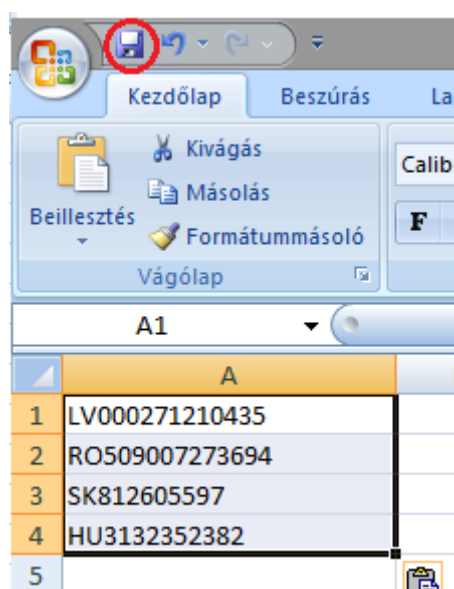 Kezdőlap Beszúrás La
Kivágás
Másolás
Beillesztés
Formátummásoló
Calib
F
Vágólap
A1
A
1 LV000271210435
2 RO509007273694
3 SK812605597
4 HU3132352382
5